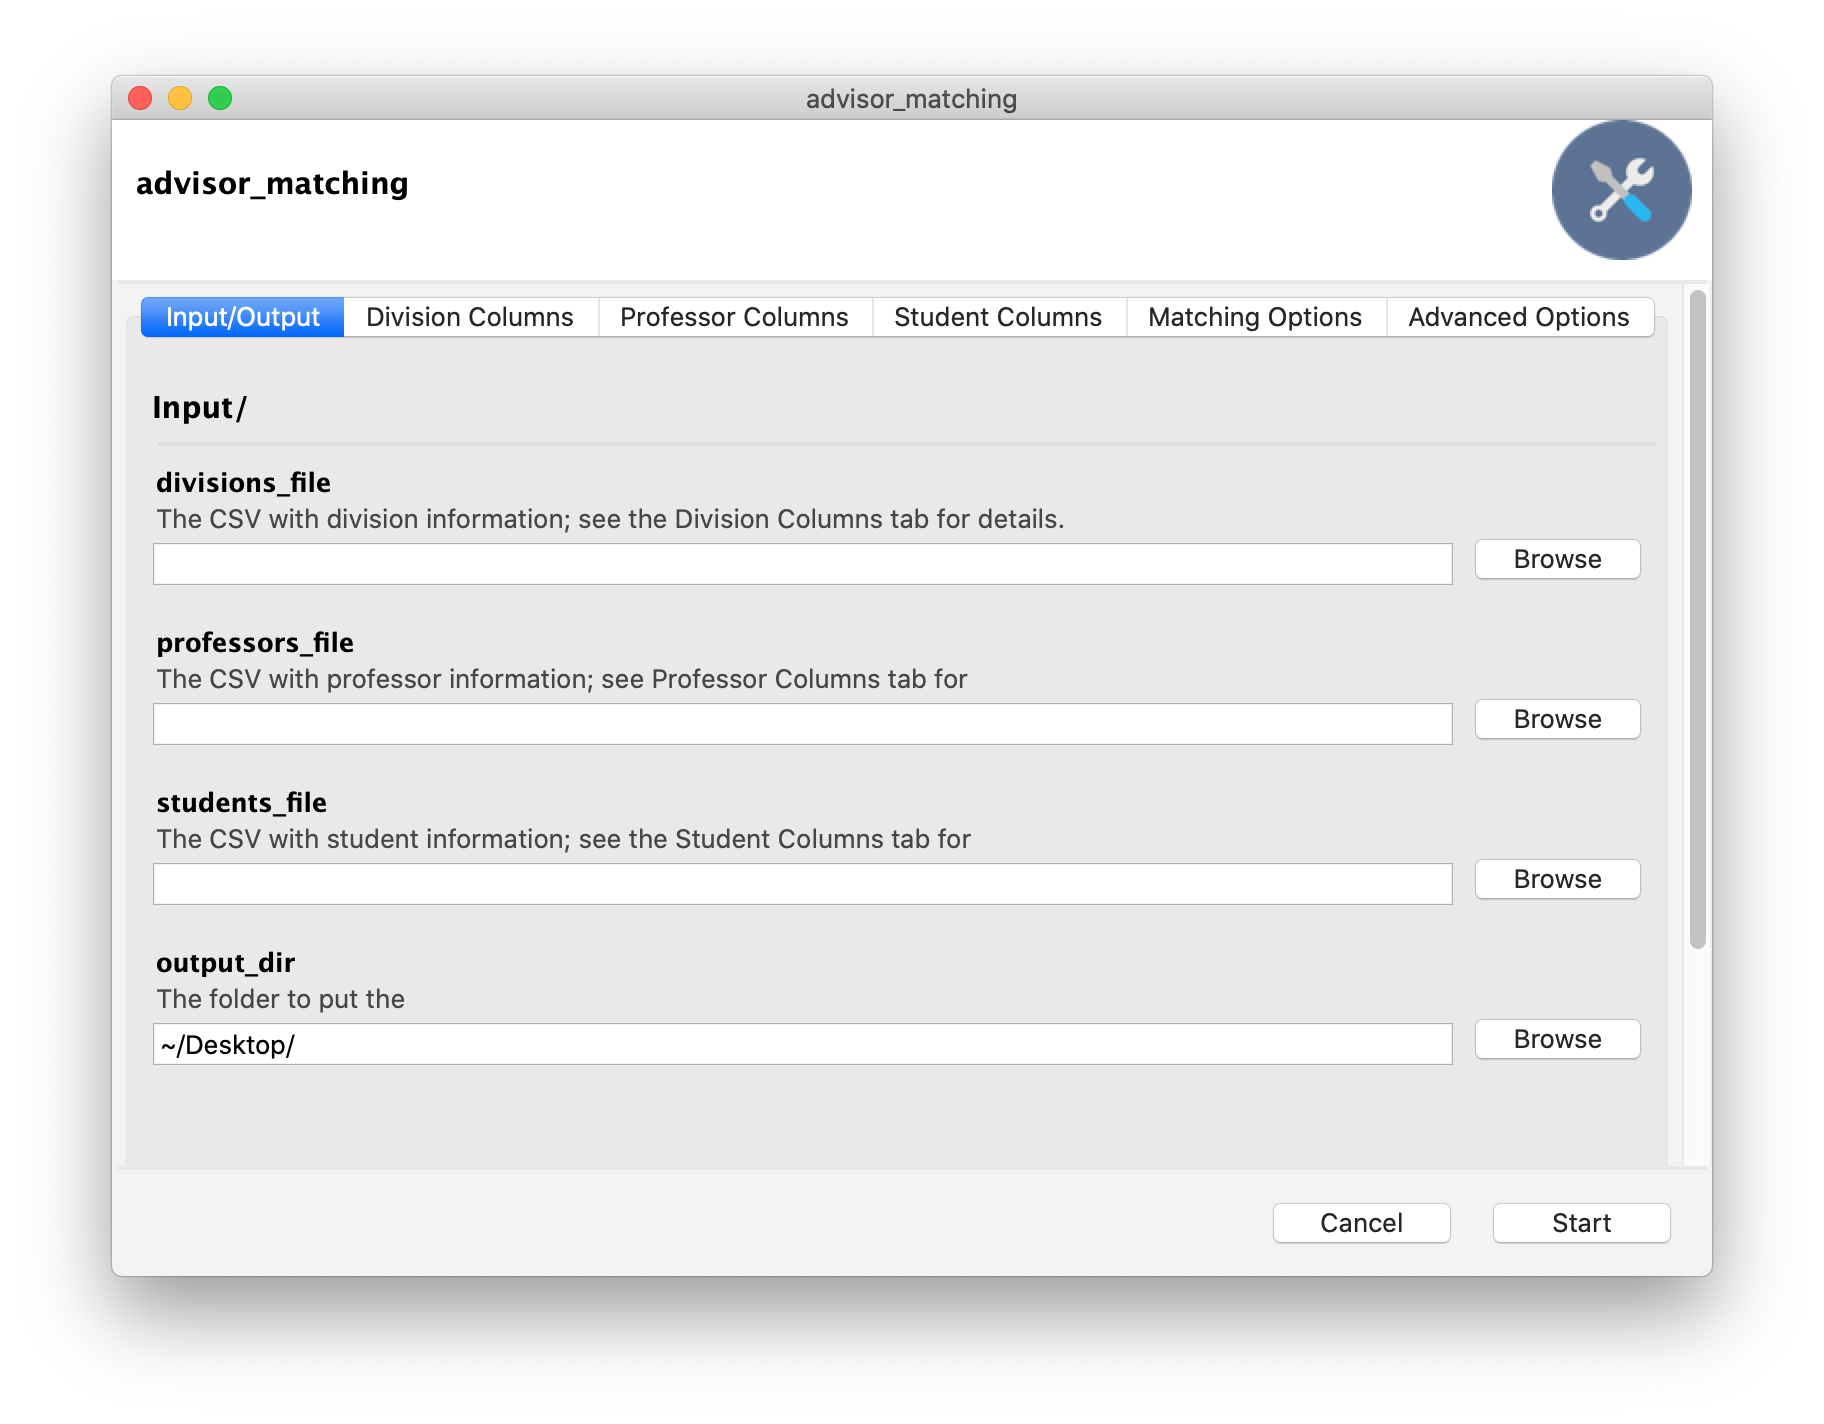 advisor_matching
advisor_matching
Input/Output Division Columns Professor Columns Student Columns Matching Options Advanced Options
Input/
divisions_file
The CSV with division information; see the Division Columns tab for details.
Browse
professors_file
The CSV with professor information; see Professor Columns tab for
Browse
students_file
The CSV with student information; see the Student Columns tab for
Browse
output_dir
The folder to put the
~/Desktop/ Browse
Cancel Start